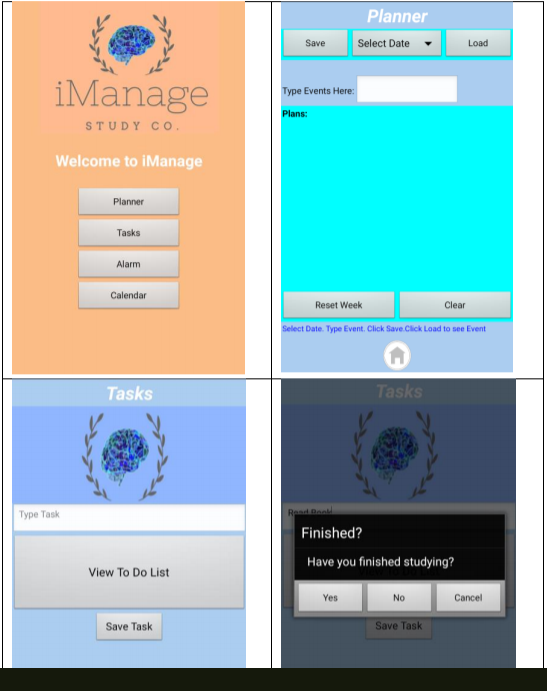 iManage
STUDY CO.
Welcome to iManage
Planner
Tasks
Alarm
Calendar
Planner
Save Select Date Load
Type Events Here:
Plans:
Reset Week Clear
Select Date. Type Event. Click Save.Click Load to see Event
Tasks
Type Task
View To Do List
Save Task
Tasks
Read Book
Finished?
Have you finished studying?
Yes No Cancel
Save Task